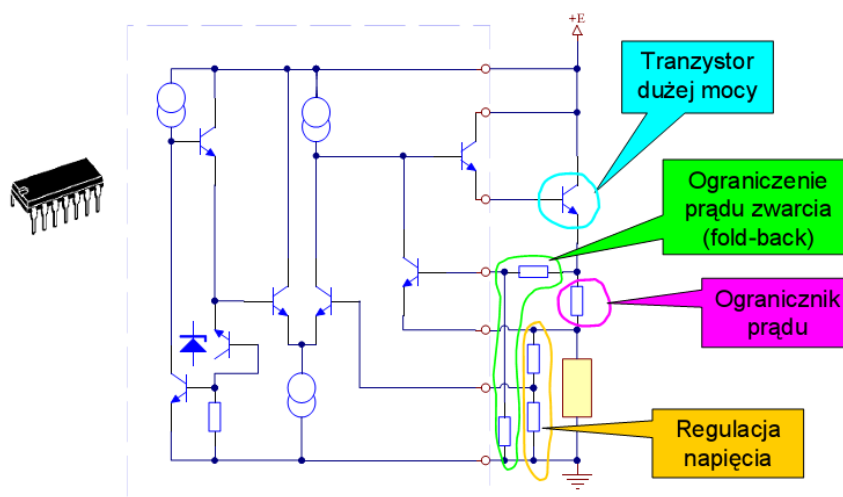 +E
Tranzystor
dużej mocy
Ograniczenie
prądu zwarcia
(fold-back)
Ogranicznik
prądu
Regulacja
napięcia